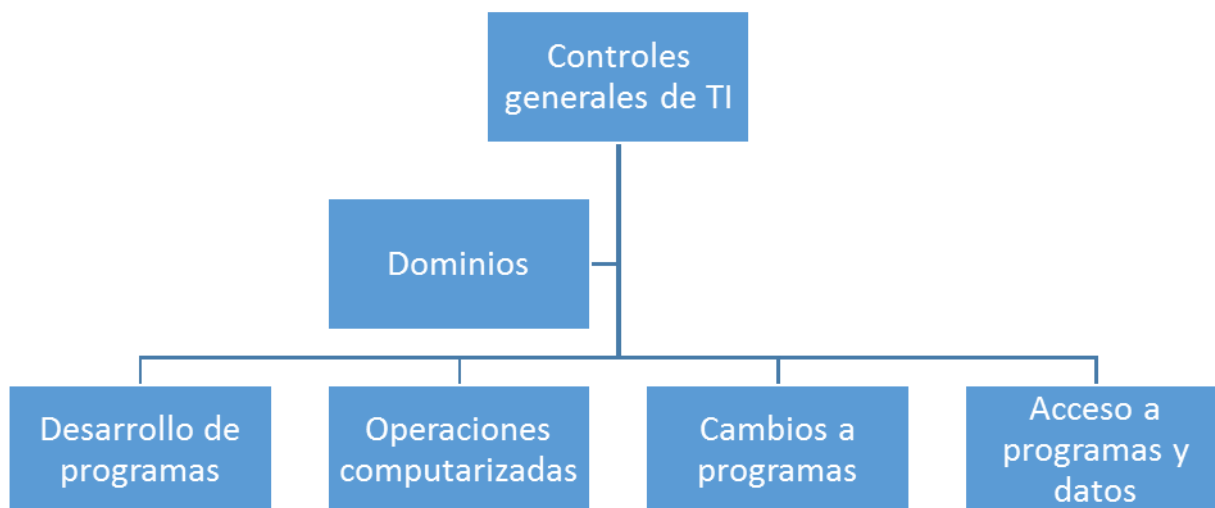 Controles
generales de TI
Dominios
Desarrollo de
programas
Operaciones
computarizadas
Cambios a
programas
Acceso a
programas y
datos